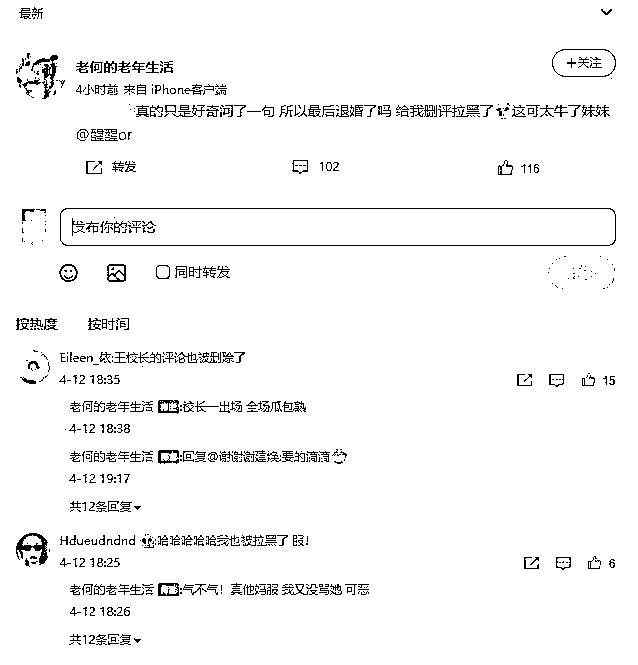 最新
老何的老年生活
+关注
4小时前 来自 iPhone客户端
真的只是好奇问了一句 所以最后退婚了吗 给我删评拉黑了 这可太牛了妹妹
@醒醒or
转发
102
116
发布你的评论
同时转发
按热度 按时间
Eileen_依:王校长的评论也被删除了
4-12 18:35
15
老何的老年生活 :校长一出场 全场瓜包熟
4-12 18:38
老何的老年生活 :回复@谢谢谢建焕:要的滴滴
4-12 19:17
共12条回复
Hdueudndnd :哈哈哈哈哈我也被拉黑了 服!
4-12 18:25
6
老何的老年生活 :气不气!真他妈服 我又没骂她 可恶
4-12 18:26
共12条回复